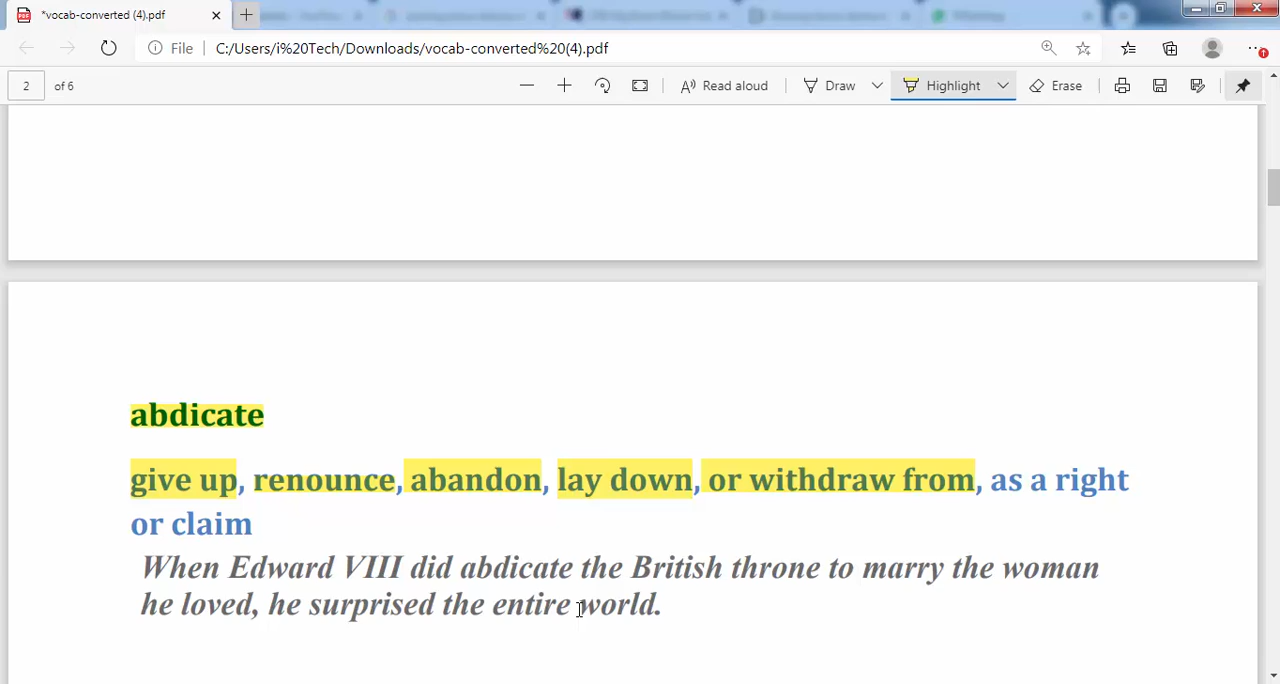 *vocab-converted (4).pdf
File C:/Users/i%20Tech/Downloads/vocab-converted%20(4).pdf
2 of 6 Read aloud Draw Highlight Erase
abdicate
give up, renounce, abandon, lay down, or withdraw from, as a right
or claim
When Edward VIII did abdicate the British throne to marry the woman
he loved, he surprised the entire world.